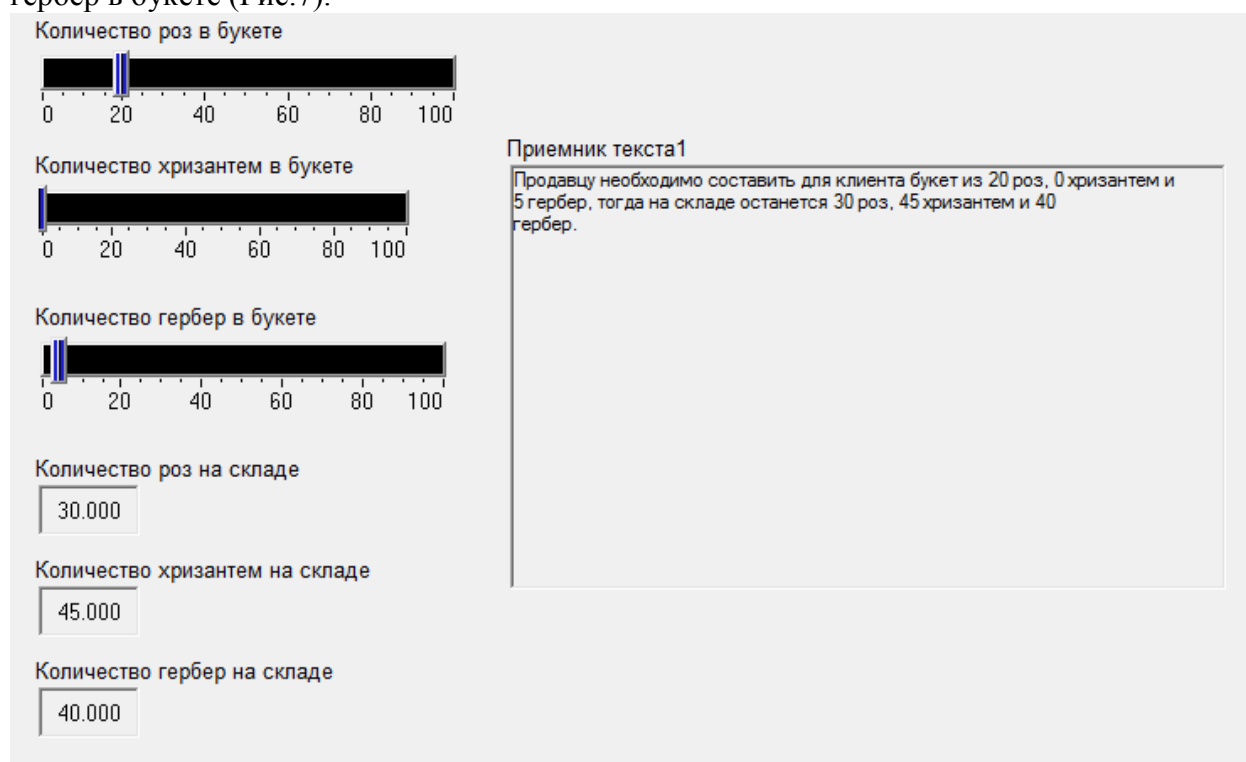 гербер в букете (Рис.7).
Количество роз в букете
0 20 40 60 80 100
Количество хризантем в букете
0 20 40 60 80 100
Количество гербер в букете
0 20 40 60 80 100
Количество роз на складе
30.000
Количество хризантем на складе
45.000
Количество гербер на складе
40.000
Приемник текста1
Продавцу необходимо составить для клиента букет из 20 роз, 0 хризантем и
5 гербер, тогда на складе останется 30 роз, 45 хризантем и 40
гербер.